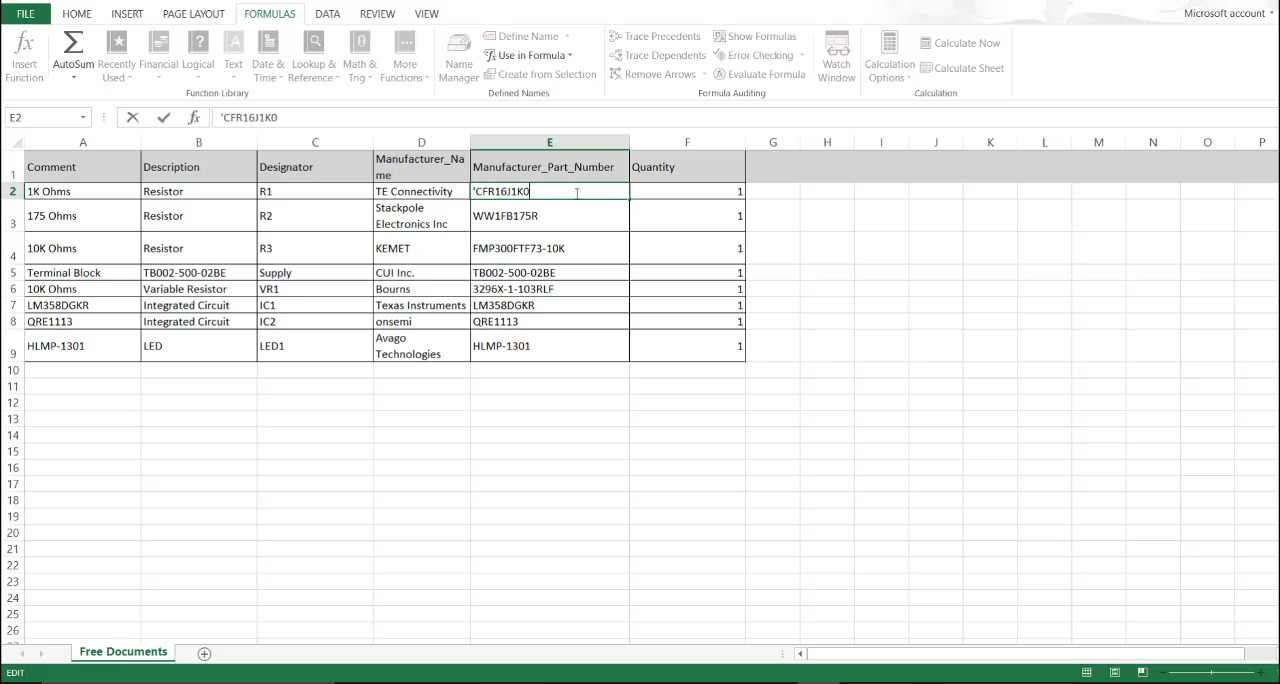 FILE HOME INSERT PAGE LAYOUT FORMULAS DATA REVIEW VIEW Microsoft account
fx Insert Function
Σ AutoSum
Recently Used
Financial
Logical
A Text
Date & Time
Lookup & Reference
θ Math & Trig
More Functions
Function Library
Name Manager
Define Name
Use in Formula
Create from Selection
Defined Names
Trace Precedents
Trace Dependents
Remove Arrows
Show Formulas
Error Checking
Evaluate Formula
Formula Auditing
Watch Window
Calculation Options
Calculate Now
Calculate Sheet
Calculation
E2 fx 'CFR16J1K0
A B C D E F G H I J K L M N O P
1 Comment Description Designator Manufacturer_Na
me Manufacturer_Part_Number Quantity
2 1K Ohms Resistor R1 TE Connectivity 'CFR16J1K0 1
3 175 Ohms Resistor R2 Stackpole
Electronics Inc WW1FB175R 1
4 10K Ohms Resistor R3 KEMET FMP300FTF73-10K 1
5 Terminal Block TB002-500-02BE Supply CUI Inc. TB002-500-02BE 1
6 10K Ohms Variable Resistor VR1 Bourns 3296X-1-103RLF 1
7 LM358DGKR Integrated Circuit IC1 Texas Instruments LM358DGKR 1
8 QRE1113 Integrated Circuit IC2 onsemi QRE1113 1
9 HLMP-1301 LED LED1 Avago
Technologies HLMP-1301 1
10
11
12
13
14
15
16
17
18
19
20
21
22
23
24
25
26
Free Documents
EDIT